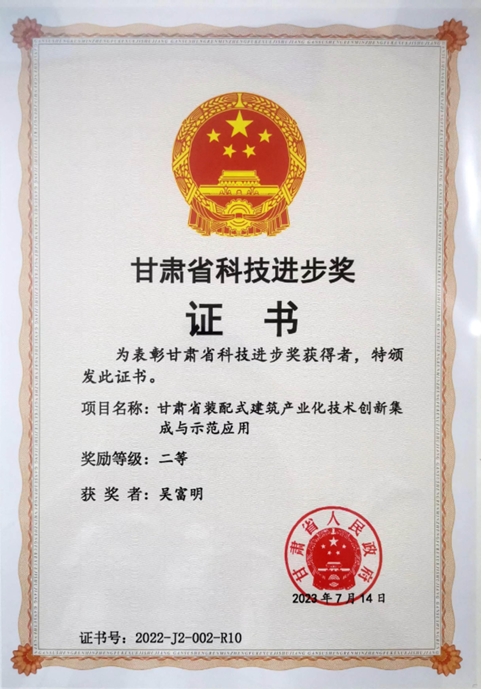 甘肃省科技进步奖
证 书
为表彰甘肃省科技进步奖获得者，特颁
发此证书。
项目名称：甘肃省装配式建筑产业化技术创新集
成与示范应用
奖励等级：二等
获 奖 者：吴富明
甘肃省人民政府
2023年7月14日
证书号：2022-J2-002-R10